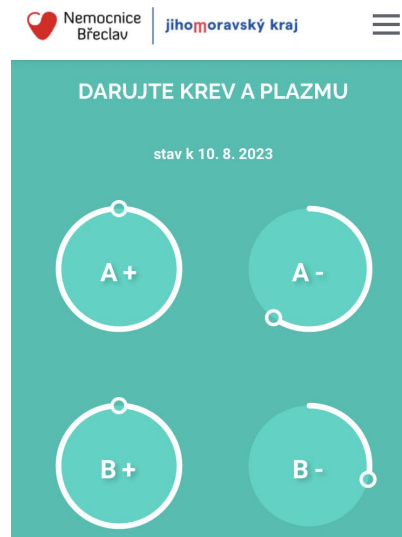 Nemocnice
Břeclav
jihomoravský kraj
DARUJTE KREV A PLAZMU
stav k 10. 8. 2023
A +
A -
B +
B -